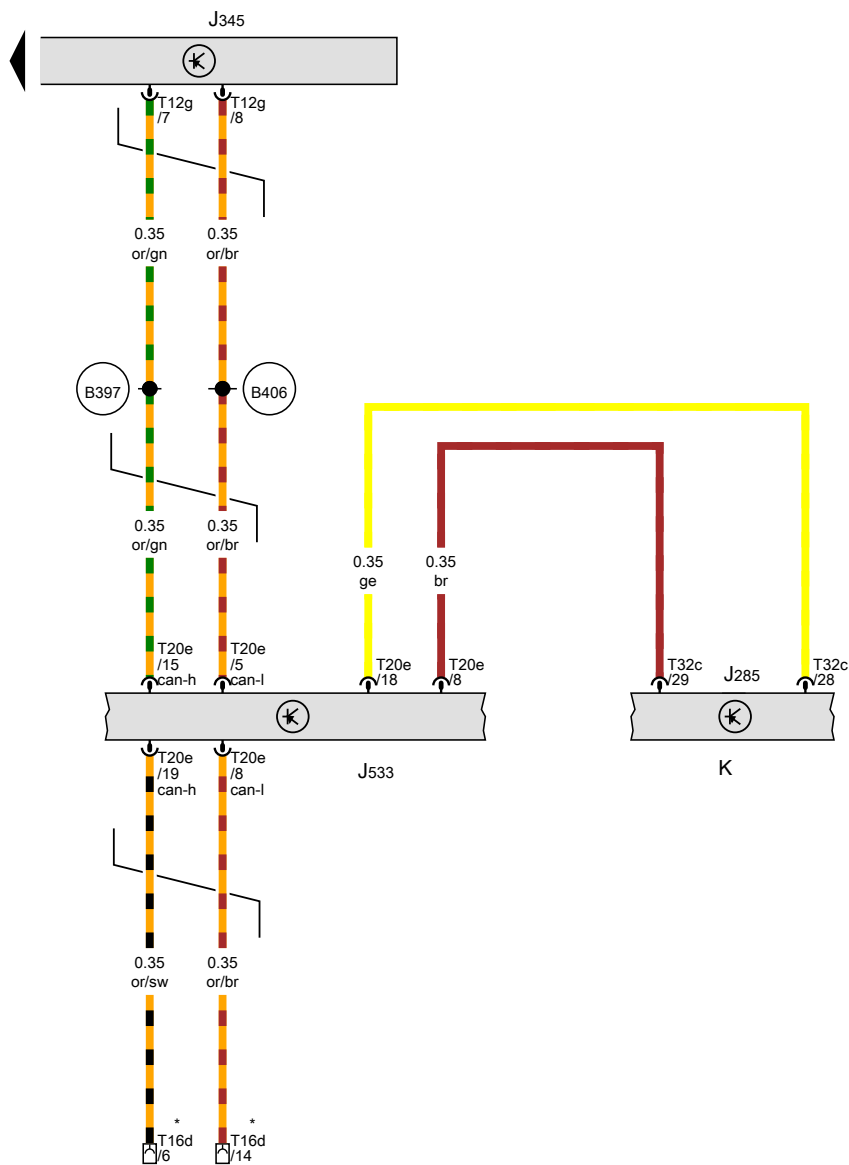 J345
T12g
/7
T12g
/8
0.35
or/gn
0.35
or/br
B397
B406
0.35
or/gn
0.35
or/br
0.35
ge
0.35
br
T20e
/15
can-h
T20e
/5
can-l
T20e
/18
T20e
/8
T32c
/29
J285
T32c
/28
T20e
/19
can-h
T20e
/8
can-l
J533
K
0.35
or/sw
0.35
or/br
*
T16d
/6
*
T16d
/14